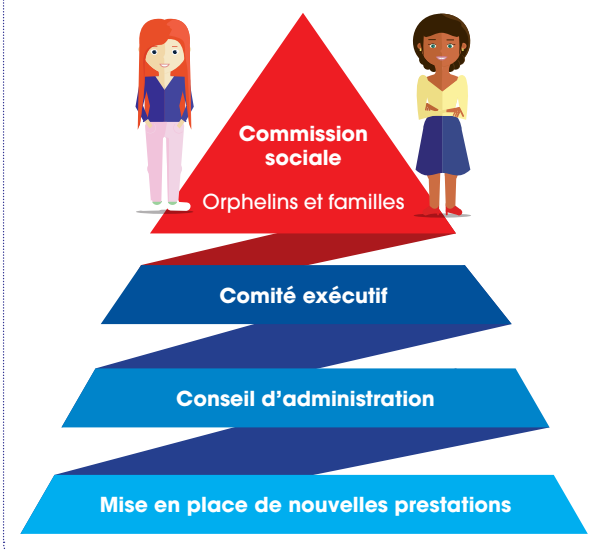 Commission
sociale
Orphelins et familles
Comité exécutif
Conseil d'administration
Mise en place de nouvelles prestations